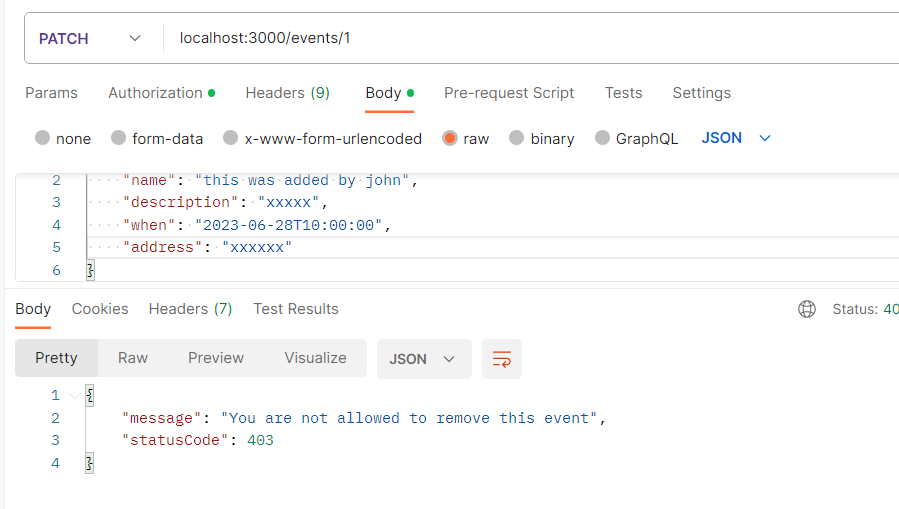 PATCH localhost:3000/events/1
Params Authorization Headers (9) Body Pre-request Script Tests Settings
none form-data x-www-form-urlencoded raw binary GraphQL JSON
2 "name": "this was added by john",
3 "description": "xxxxx",
4 "when": "2023-06-28T10:00:00",
5 "address": "xxxxxx"
6 }
Body Cookies Headers (7) Test Results Status: 40
Pretty Raw Preview Visualize JSON
1 {
2 "message": "You are not allowed to remove this event",
3 "statusCode": 403
4 }